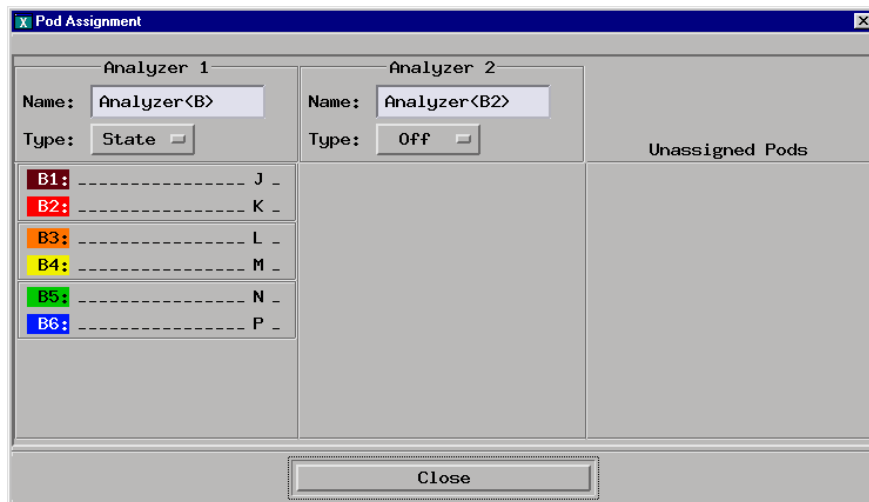 X Pod Assignment
Analyzer 1
Name: Analyzer<B>
Type: State
Analyzer 2
Name: Analyzer<B2>
Type: Off
Unassigned Pods
B1: _ _ _ _ _ _ _ _ _ _ _ _ _ _ _ _ J _
B2: _ _ _ _ _ _ _ _ _ _ _ _ _ _ _ _ K _
B3: _ _ _ _ _ _ _ _ _ _ _ _ _ _ _ _ L _
B4: _ _ _ _ _ _ _ _ _ _ _ _ _ _ _ _ M _
B5: _ _ _ _ _ _ _ _ _ _ _ _ _ _ _ _ N _
B6: _ _ _ _ _ _ _ _ _ _ _ _ _ _ _ _ P _
Close